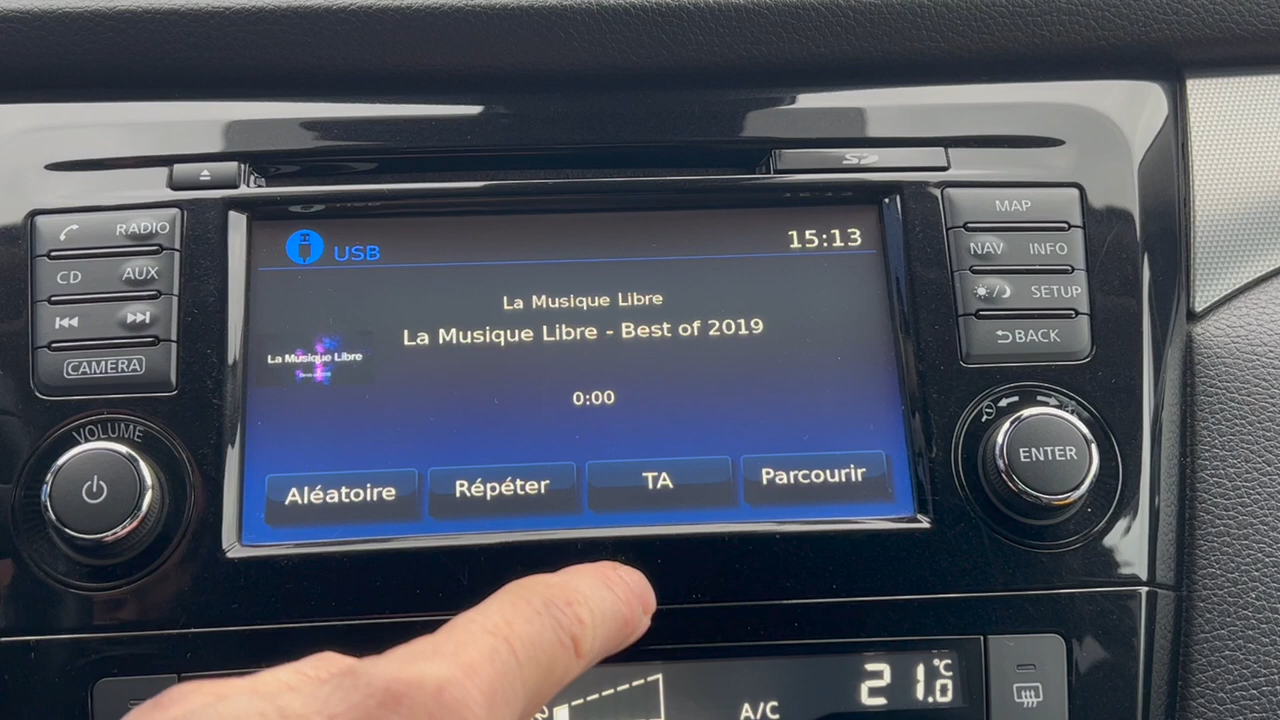 SD
RADIO
CD AUX
CAMERA
VOLUME
USB
15:13
La Musique Libre
La Musique Libre - Best of 2019
La Musique Libre
0:00
Aléatoire
Répéter
TA
Parcourir
MAP
NAV INFO
SETUP
BACK
ENTER
A/C
21.0 °C